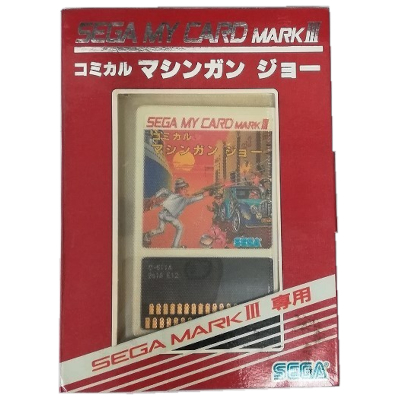 SEGA MY CARD MARK III
コミカル マシンガン ジョー
SEGA MY CARD MARK III
コミカル
マシンガン ジョー
SEGA
SEGA MARK III 専用
SEGA